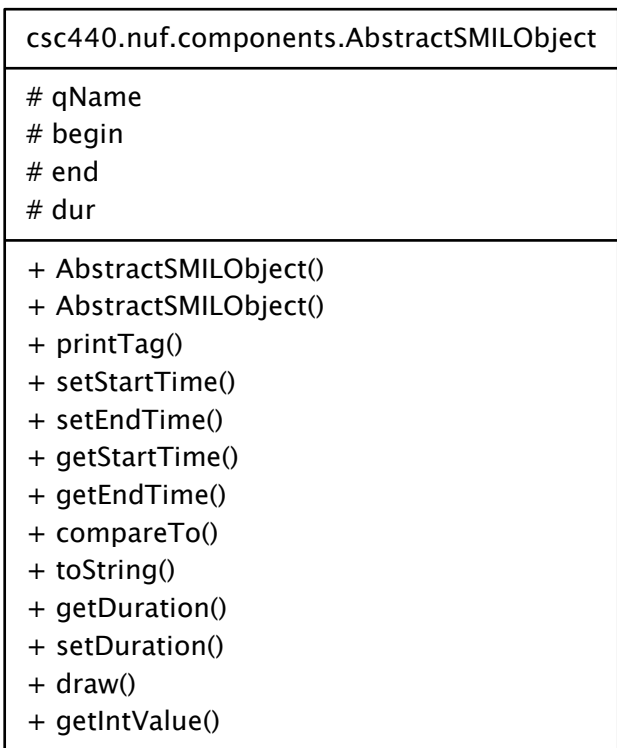 csc440.nuf.components.AbstractSMILObject
# qName
# begin
# end
# dur
+ AbstractSMILObject()
+ AbstractSMILObject()
+ printTag()
+ setStartTime()
+ setEndTime()
+ getStartTime()
+ getEndTime()
+ compareTo()
+ toString()
+ getDuration()
+ setDuration()
+ draw()
+ getIntValue()